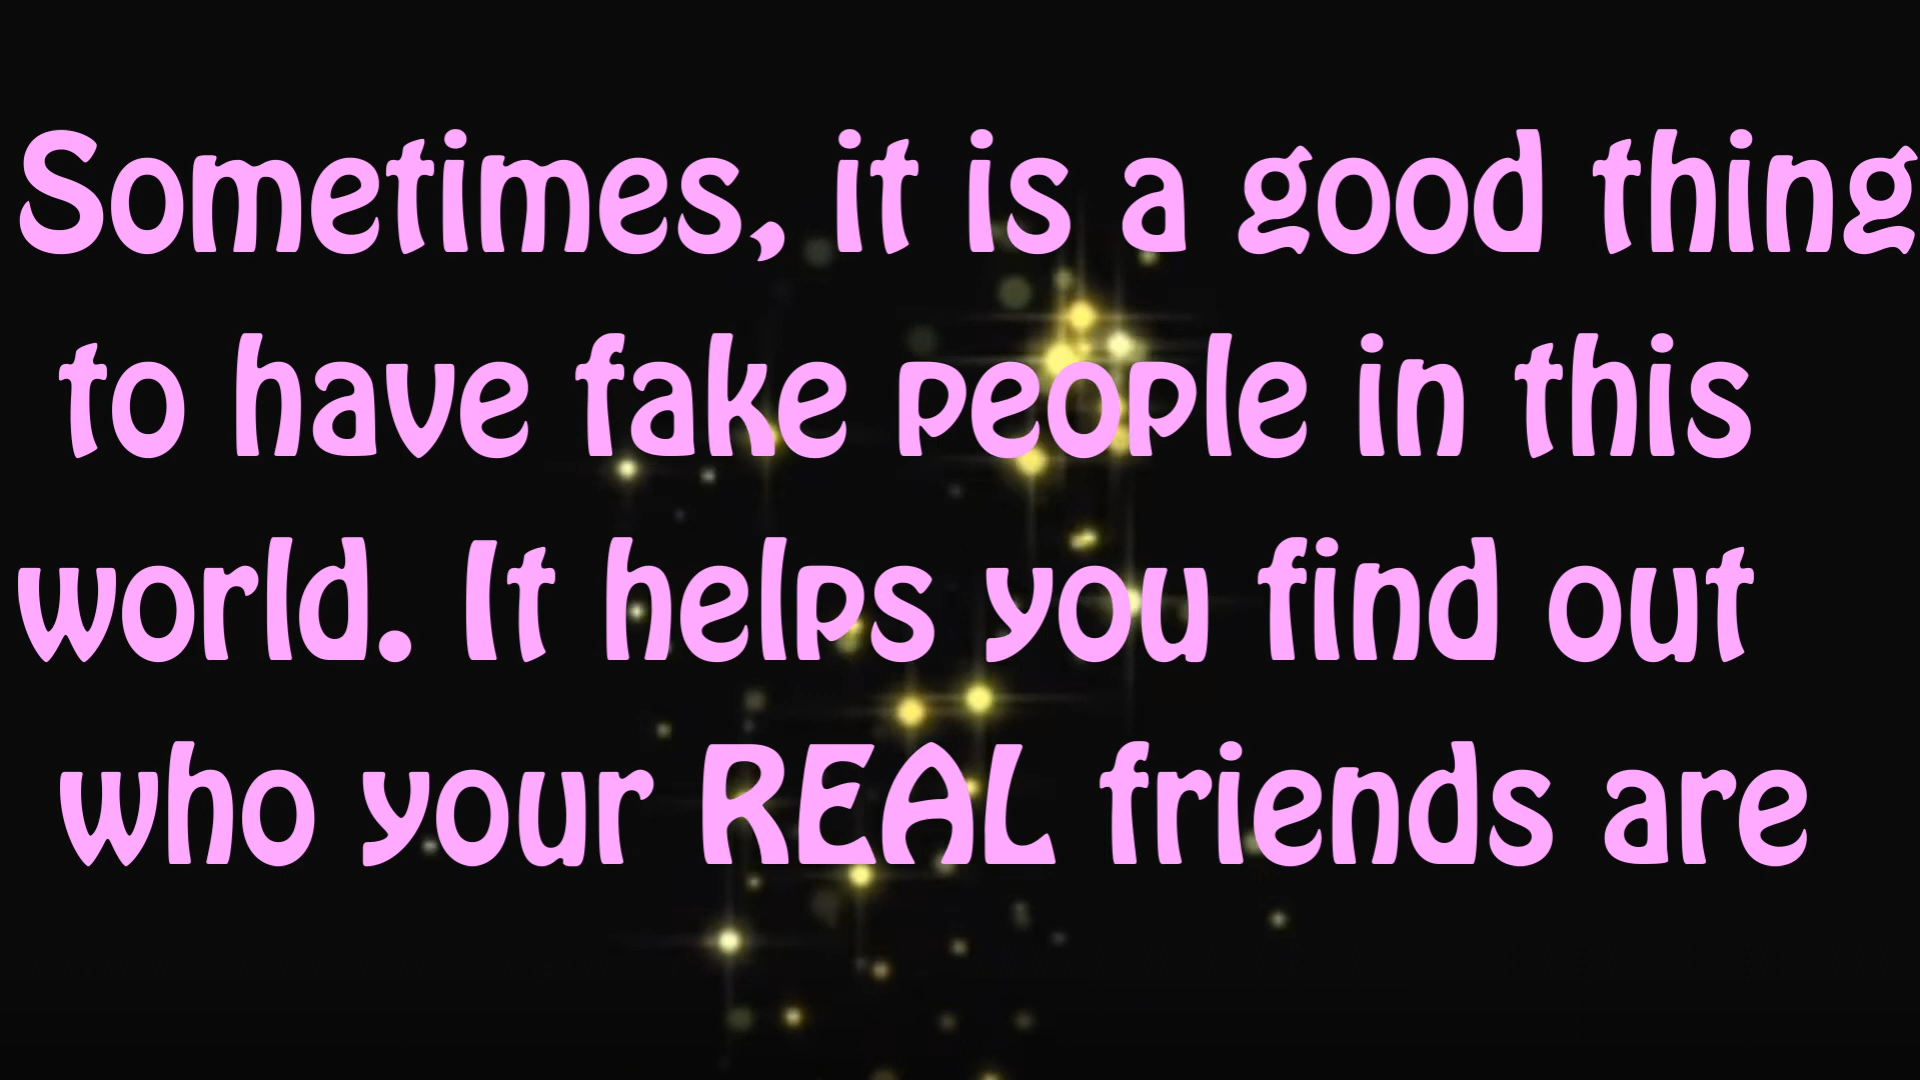 Sometimes, it is a good thing
to have fake people in this
world. It helps you find out
who your REAL friends are